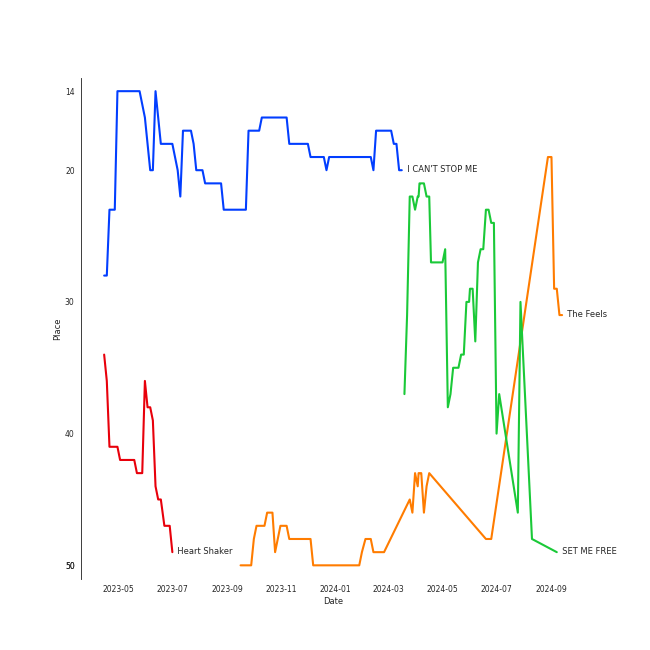 14
20
I CAN'T STOP ME
30
The Feels
Place
40
Heart Shaker
SET ME FREE
50
2023-05 2023-07 2023-09 2023-11 2024-01 2024-03 2024-05 2024-07 2024-09
Date